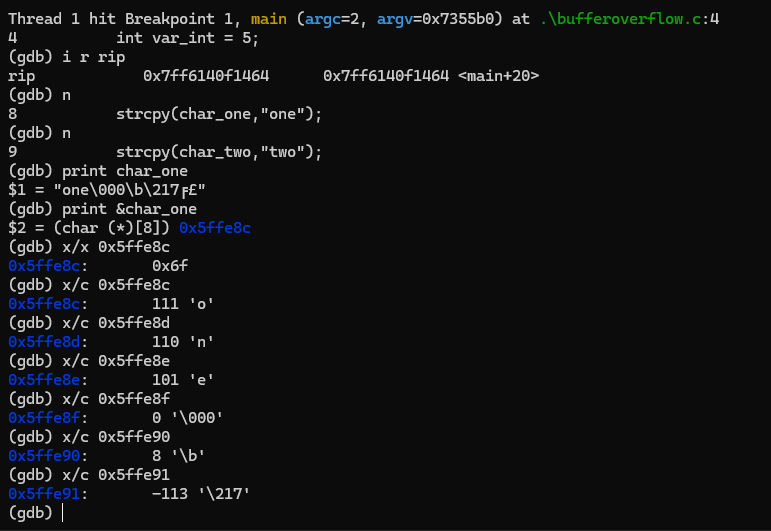 Thread 1 hit Breakpoint 1, main (argc=2, argv=0x7355b0) at .\bufferoverflow.c:4
4           int var_int = 5;
(gdb) i r rip
rip            0x7ff6140f1464      0x7ff6140f1464 <main+20>
(gdb) n
8           strcpy(char_one,"one");
(gdb) n
9           strcpy(char_two,"two");
(gdb) print char_one
$1 = "one\000\b\217ք£"
(gdb) print &char_one
$2 = (char (*)[8]) 0x5ffe8c
(gdb) x/x 0x5ffe8c
0x5ffe8c:       0x6f
(gdb) x/c 0x5ffe8c
0x5ffe8c:       111 'o'
(gdb) x/c 0x5ffe8d
0x5ffe8d:       110 'n'
(gdb) x/c 0x5ffe8e
0x5ffe8e:       101 'e'
(gdb) x/c 0x5ffe8f
0x5ffe8f:       0 '\000'
(gdb) x/c 0x5ffe90
0x5ffe90:       8 '\b'
(gdb) x/c 0x5ffe91
0x5ffe91:       -113 '\217'
(gdb)